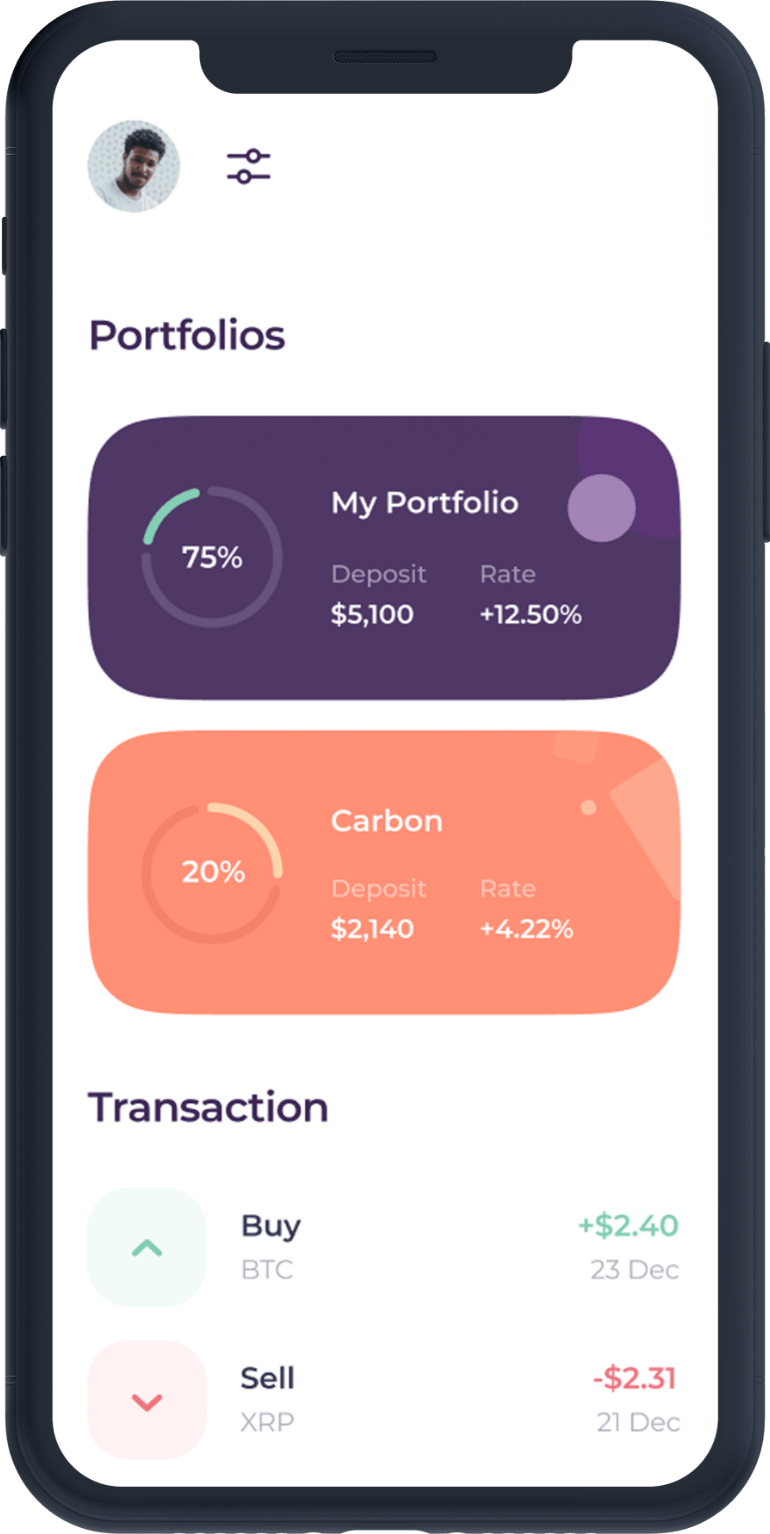 Portfolios
75%
My Portfolio
Deposit Rate
$5,100 +12.50%
20%
Carbon
Deposit Rate
$2,140 +4.22%
Transaction
Buy +$2.40
BTC 23 Dec
Sell -$2.31
XRP 21 Dec